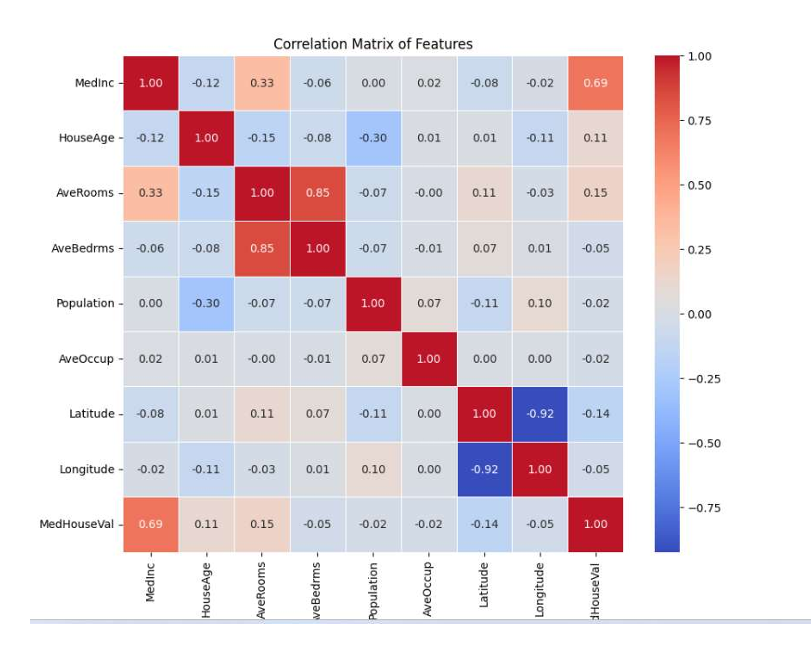 Correlation Matrix of Features
MedInc 1.00 -0.12 0.33 -0.06 0.00 0.02 -0.08 -0.02 0.69
HouseAge -0.12 1.00 -0.15 -0.08 -0.30 0.01 0.01 -0.11 0.11
AveRooms 0.33 -0.15 1.00 0.85 -0.07 -0.00 0.11 -0.03 0.15
AveBedrms -0.06 -0.08 0.85 1.00 -0.07 -0.01 0.07 0.01 -0.05
Population 0.00 -0.30 -0.07 -0.07 1.00 0.07 -0.11 0.10 -0.02
AveOccup 0.02 0.01 -0.00 -0.01 0.07 1.00 0.00 0.00 -0.02
Latitude -0.08 0.01 0.11 0.07 -0.11 0.00 1.00 -0.92 -0.14
Longitude -0.02 -0.11 -0.03 0.01 0.10 0.00 -0.92 1.00 -0.05
MedHouseVal 0.69 0.11 0.15 -0.05 -0.02 -0.02 -0.14 -0.05 1.00
MedInc
HouseAge
AveRooms
veBedrms
Population
AveOccup
Latitude
Longitude
dHouseVal
1.00
0.75
0.50
0.25
0.00
−0.25
−0.50
−0.75